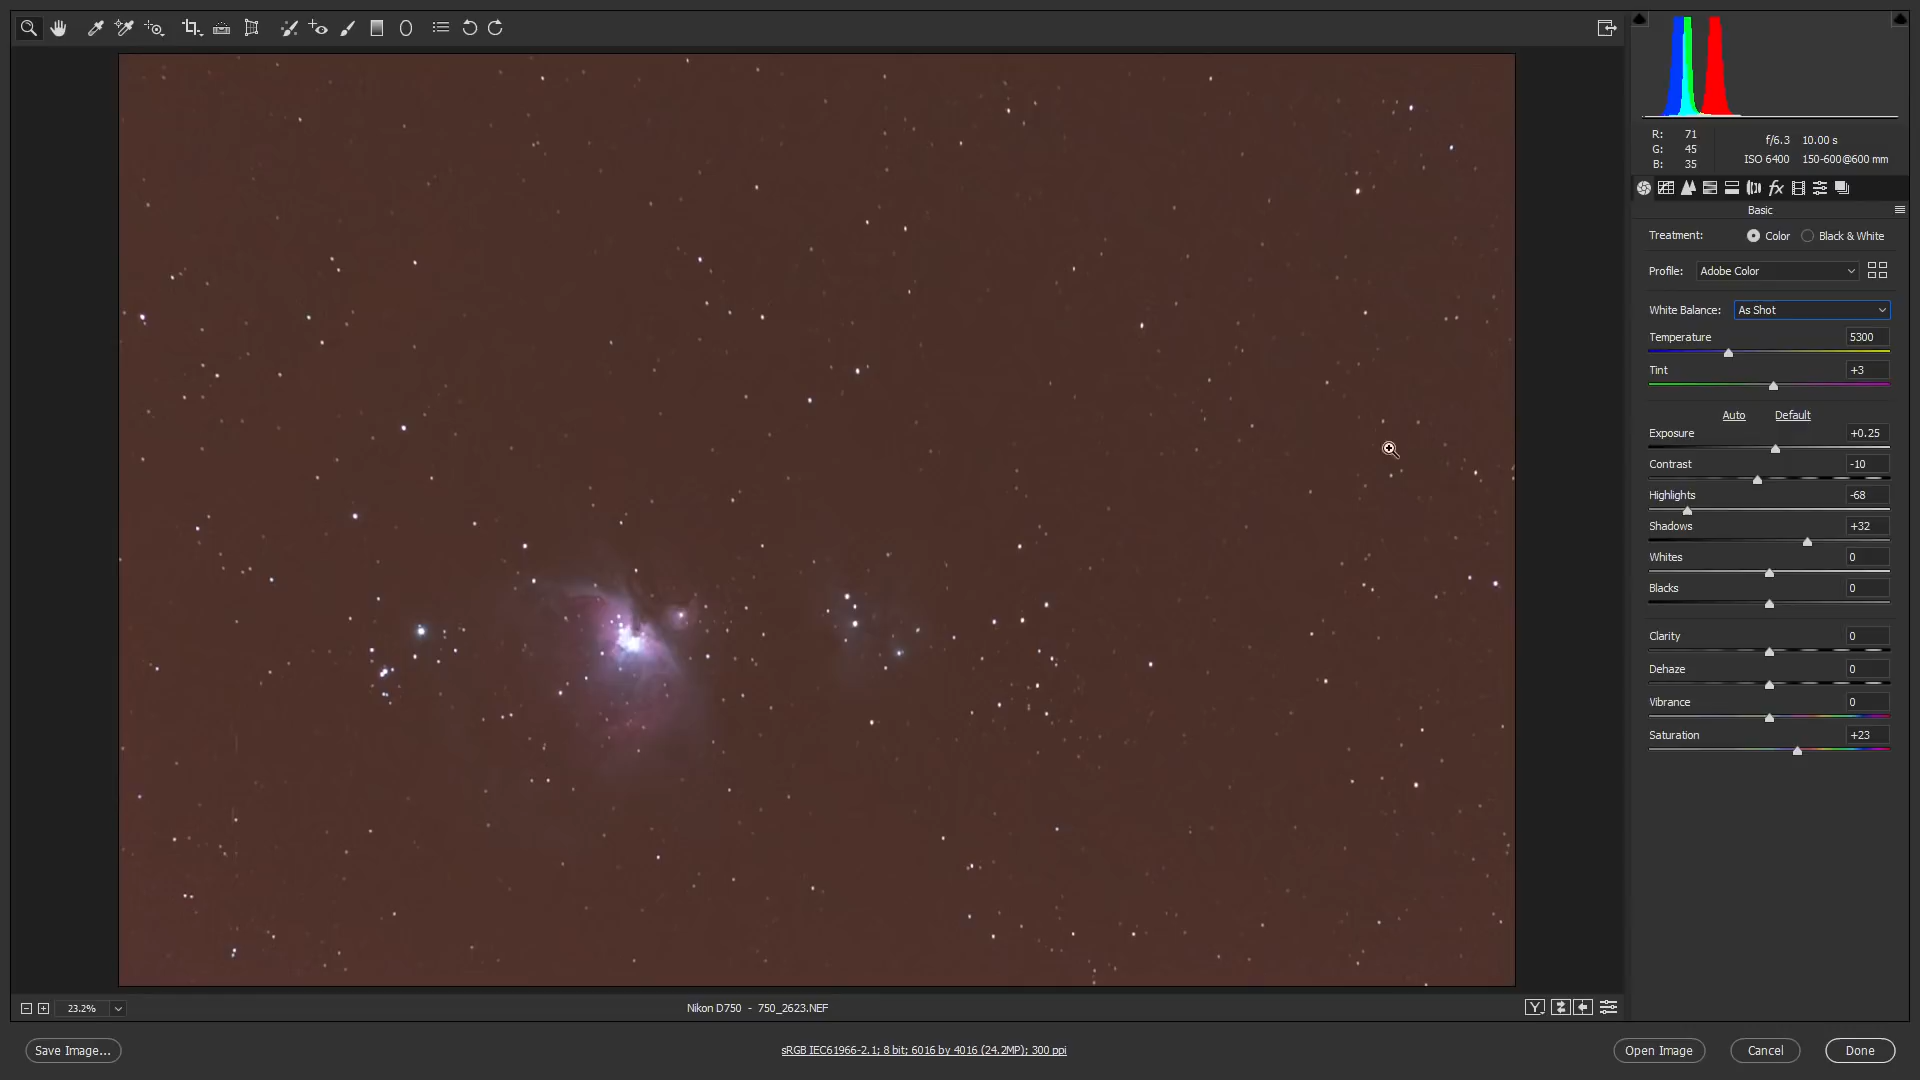 R: 71
G: 45
B: 35
f/6.3 10.00 s
ISO 6400 150-600@600 mm
fx
Basic
Treatment: Color Black & White
Profile: Adobe Color
White Balance: As Shot
Temperature 5300
Tint +3
Auto Default
Exposure +0.25
Contrast -10
Highlights -68
Shadows +32
Whites 0
Blacks 0
Clarity 0
Dehaze 0
Vibrance 0
Saturation +23
23.2% Nikon D750 - 750_2623.NEF Y
Save Image... sRGB IEC61966-2.1; 8 bit; 6016 by 4016 (24.2MP); 300 ppi Open Image Cancel Done